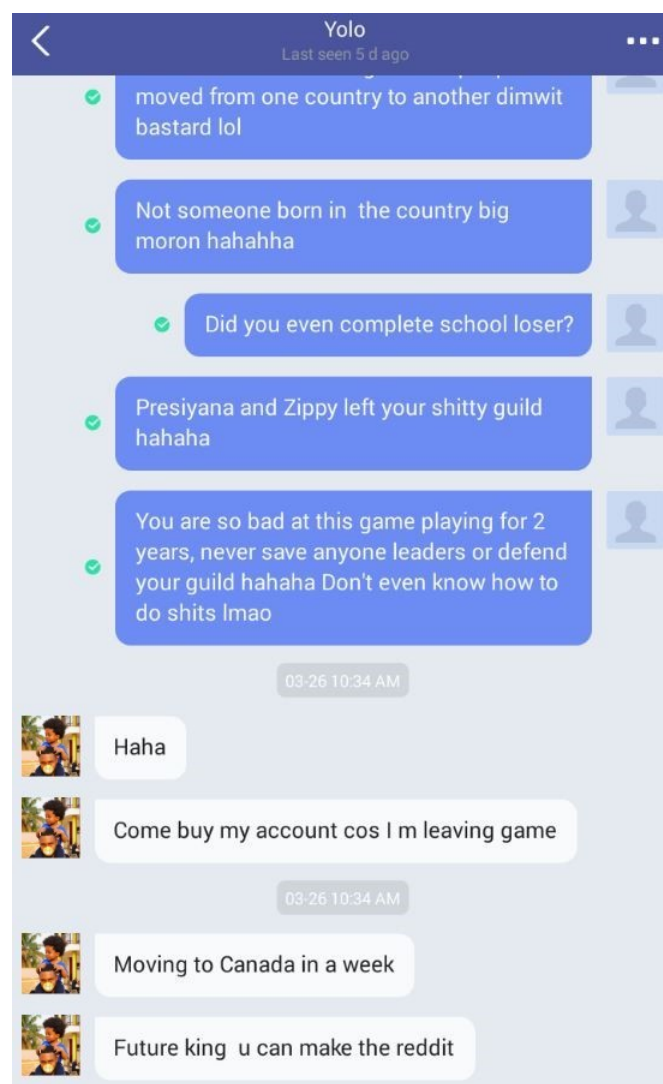 Yolo
Last seen 5 d ago
moved from one country to another dimwit
bastard lol
Not someone born in the country big
moron hahahha
Did you even complete school loser?
Presiyana and Zippy left your shitty guild
hahaha
You are so bad at this game playing for 2
years, never save anyone leaders or defend
your guild hahaha Don't even know how to
do shits lmao
03-26 10:34 AM
Haha
Come buy my account cos I m leaving game
03-26 10:34 AM
Moving to Canada in a week
Future king u can make the reddit